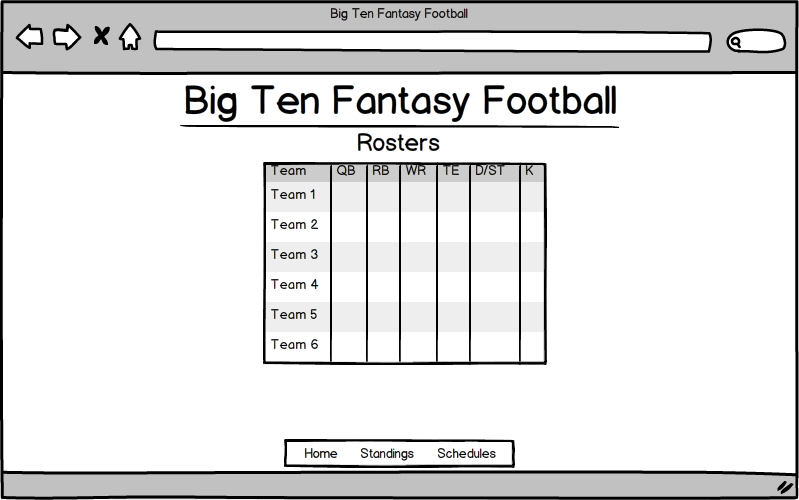 Big Ten Fantasy Football
Big Ten Fantasy Football
Rosters
Team QB RB WR TE D/ST K
Team 1
Team 2
Team 3
Team 4
Team 5
Team 6
Home Standings Schedules